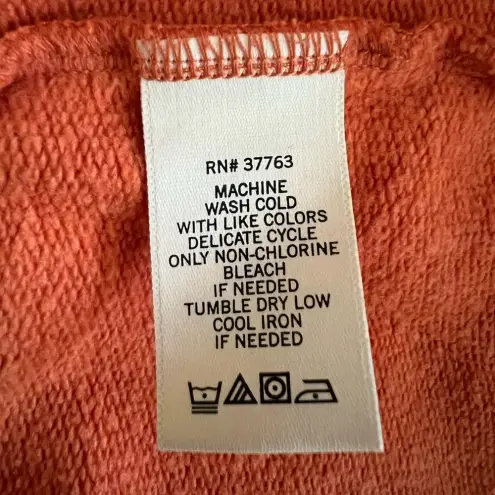 RN# 37763
MACHINE
WASH COLD
WITH LIKE COLORS
DELICATE CYCLE
ONLY NON-CHLORINE
BLEACH
IF NEEDED
TUMBLE DRY LOW
COOL IRON
IF NEEDED